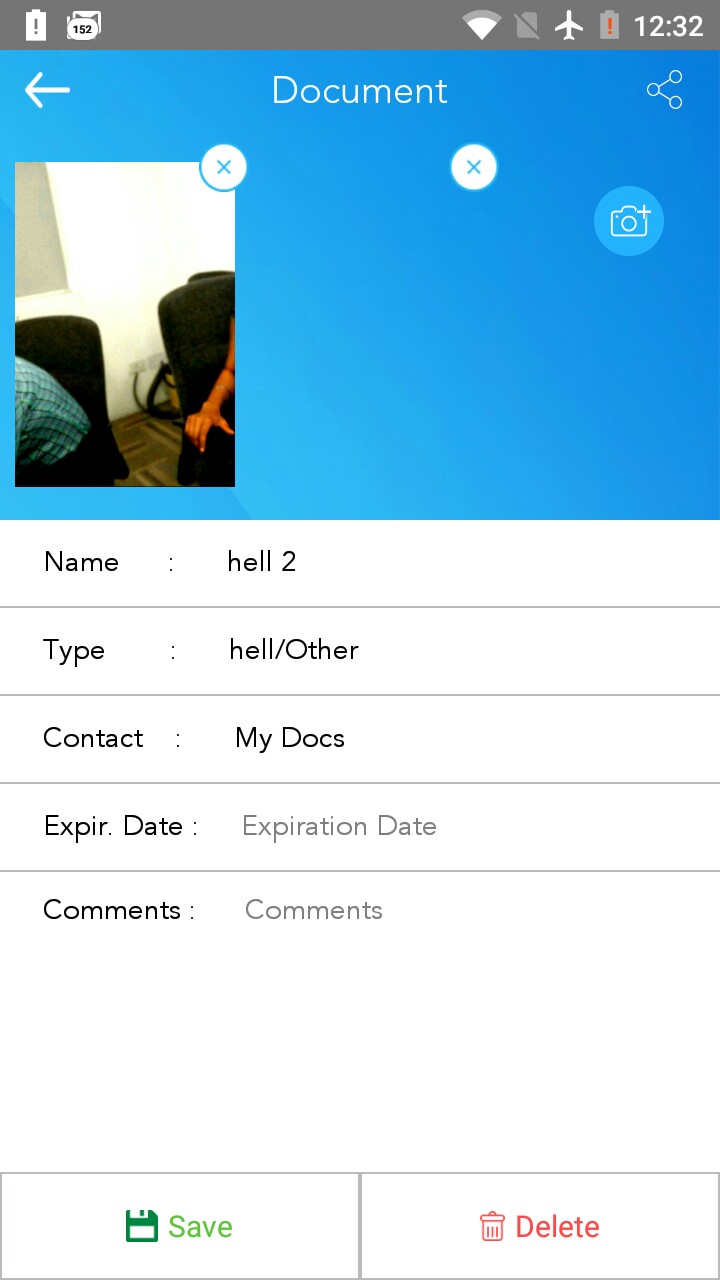 152
12:32
Document
Name : hell 2
Type : hell/Other
Contact : My Docs
Expir. Date : Expiration Date
Comments : Comments
Save
Delete